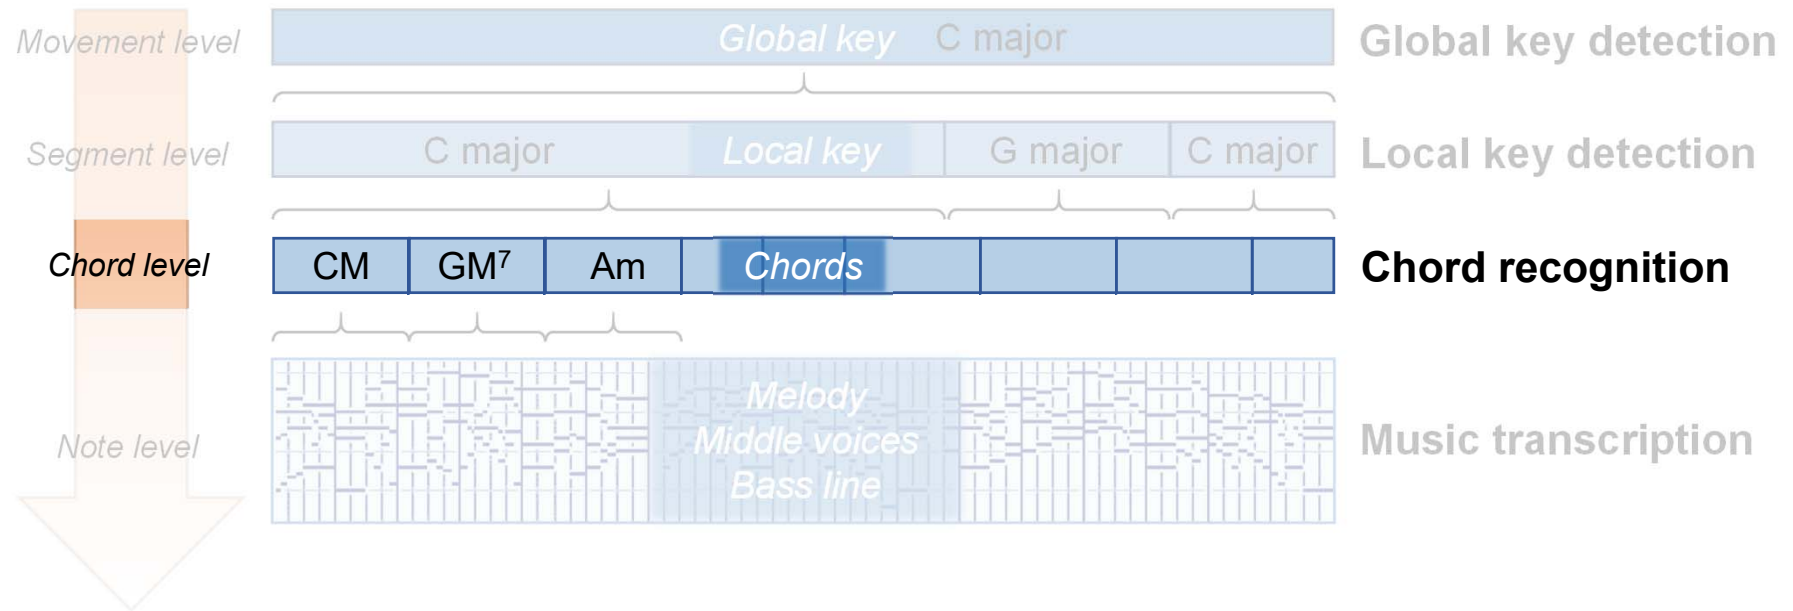 Movement level Global key C major Global key detection
Segment level C major Local key G major C major Local key detection
Chord level CM GM⁷ Am Chords Chord recognition
Melody
Note level Middle voices Music transcription
Bass line